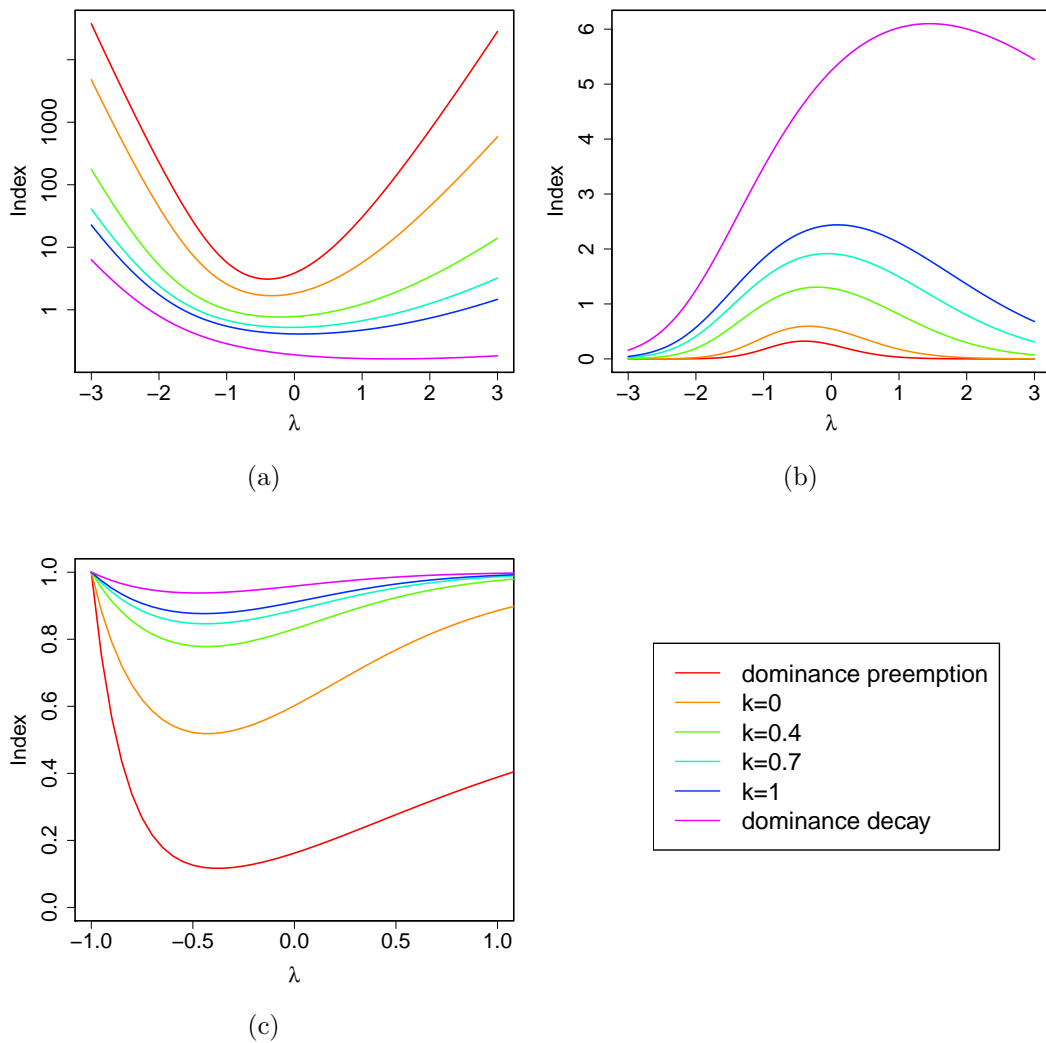 1000
100
10
1
Index
−3 −2 −1 0 1 2 3
λ
(a)
6
5
4
3
2
1
0
Index
−3 −2 −1 0 1 2 3
λ
(b)
1.0
0.8
0.6
0.4
0.2
0.0
Index
−1.0 −0.5 0.0 0.5 1.0
λ
(c)
dominance preemption
k=0
k=0.4
k=0.7
k=1
dominance decay